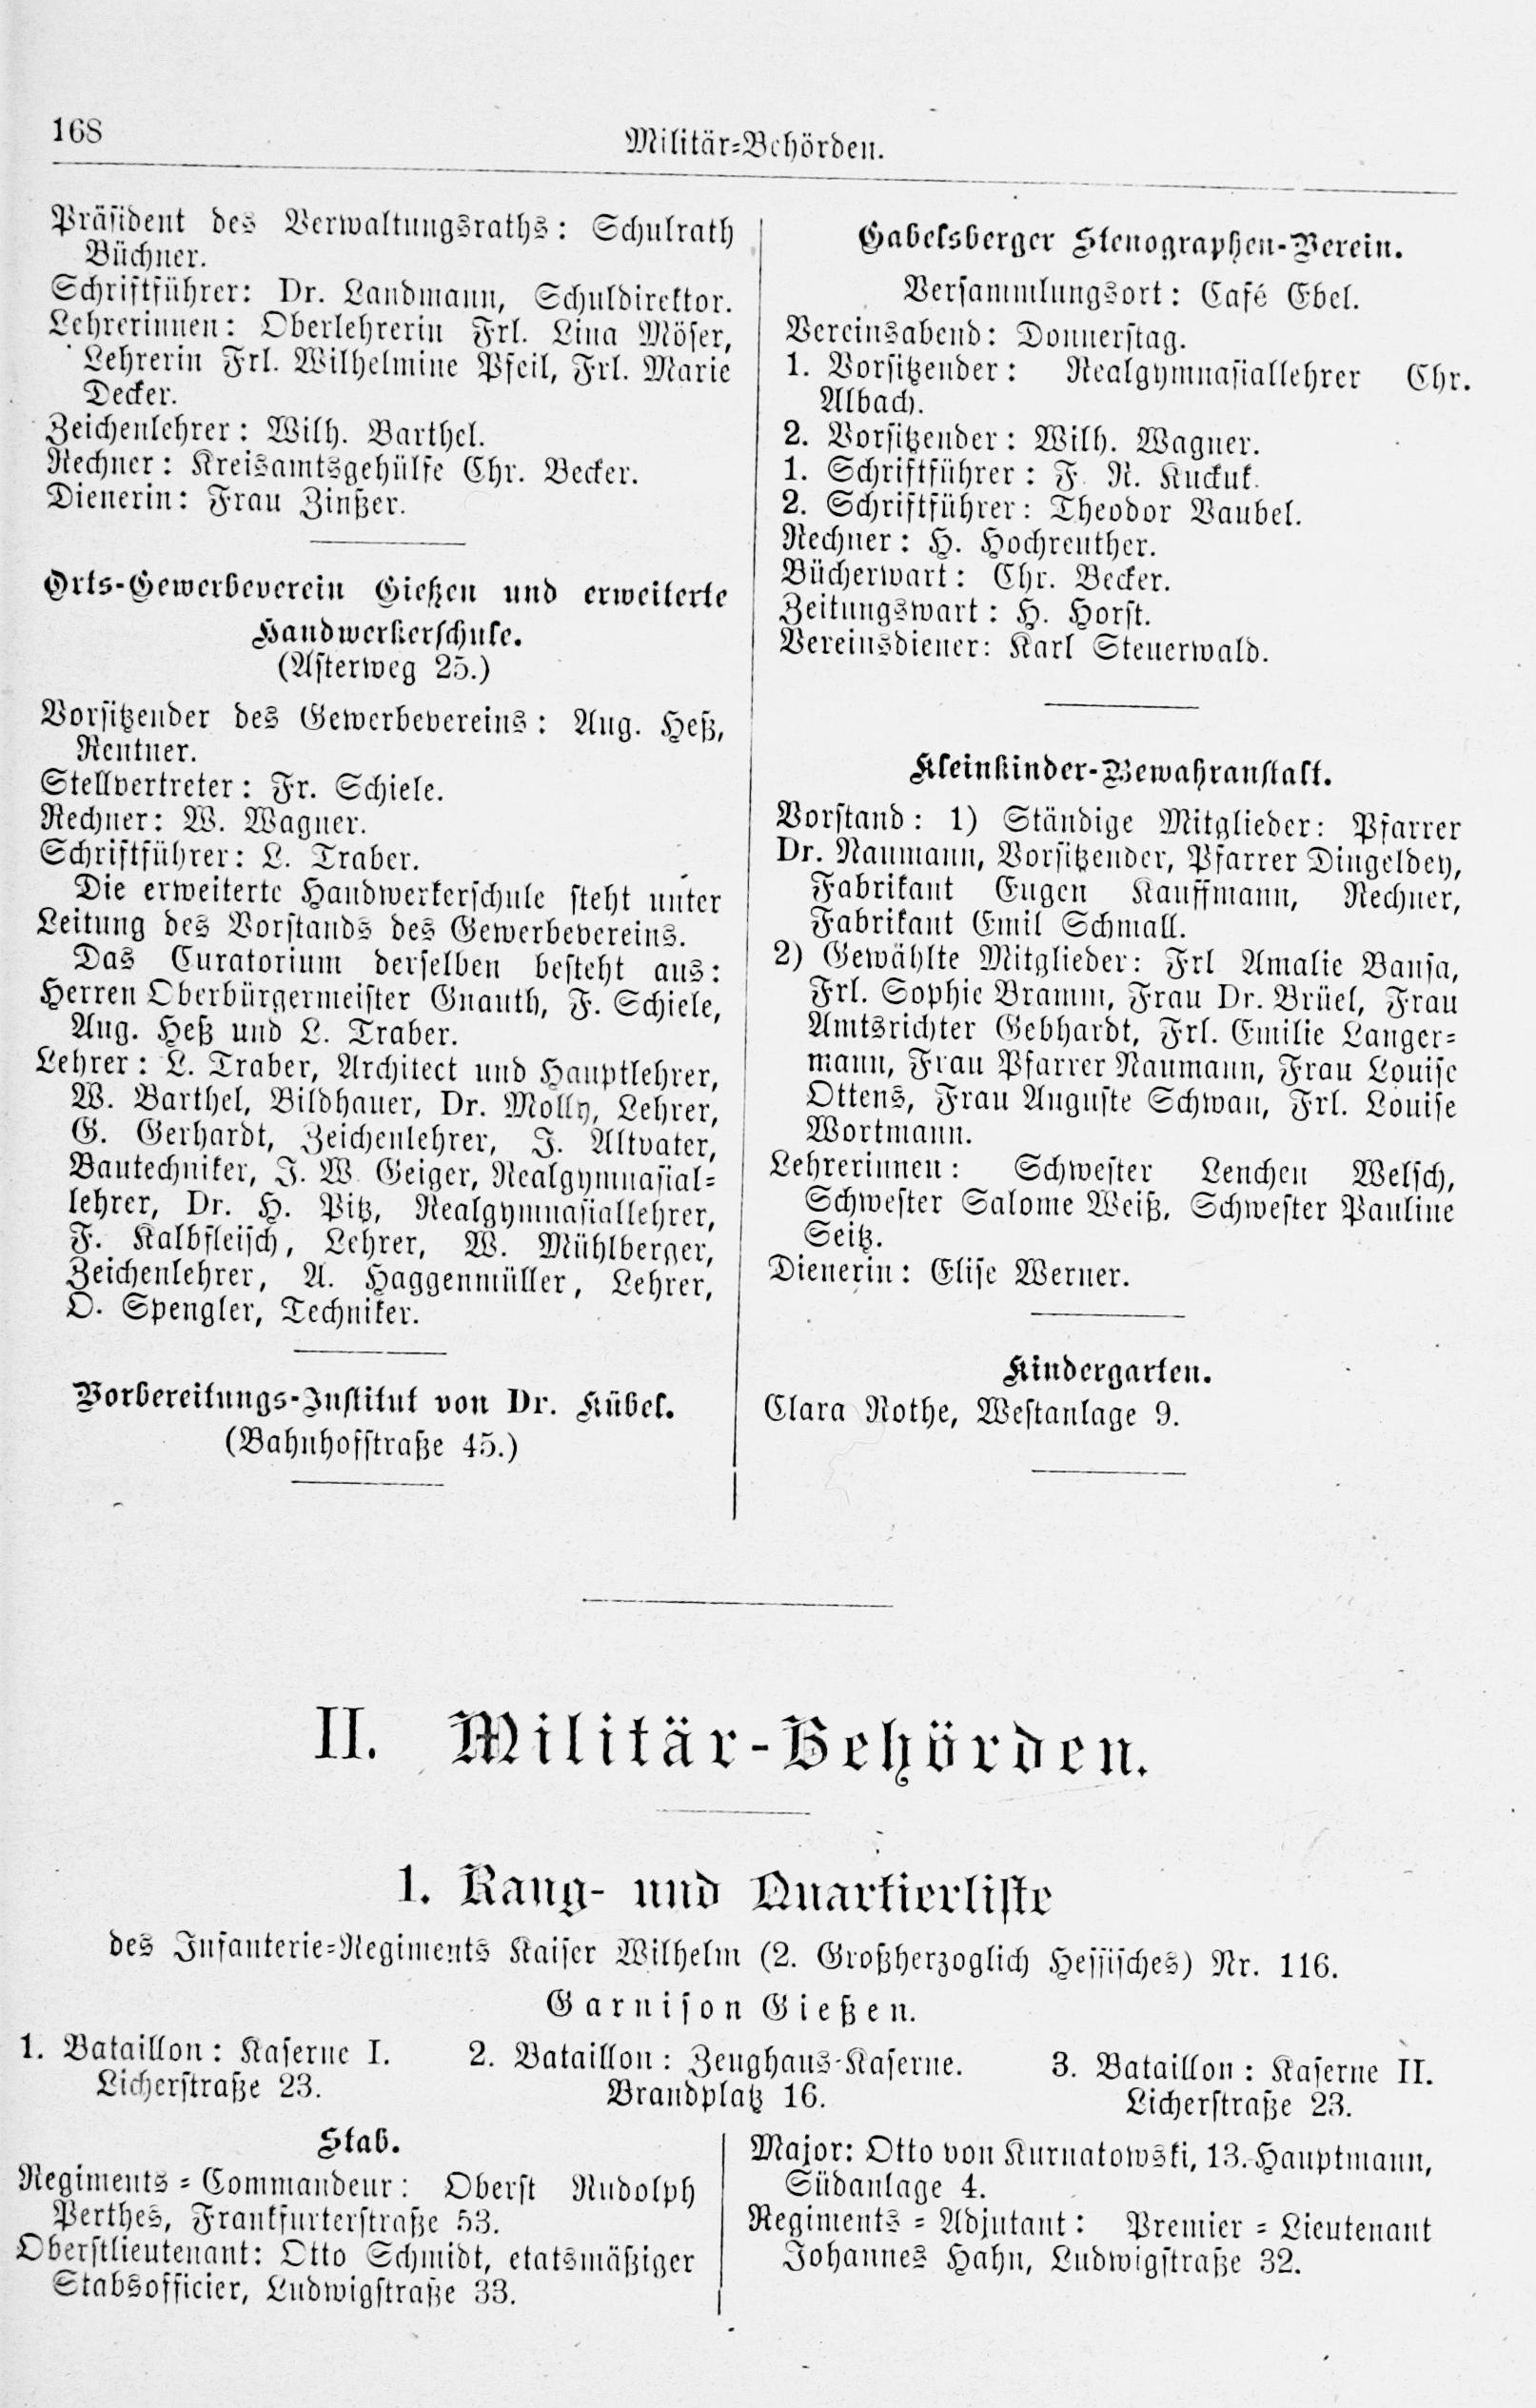 168
Militär-Behörden.
Präsident des Verwaltungsraths: Schulrath
Büchner.
Schriftführer: Dr. Landmann, Schuldirektor.
Lehrerinnen: Oberlehrerin Frl. Lina Möser,
Lehrerin Frl. Wilhelmine Pfeil, Frl. Marie
Decker.
Zeichenlehrer: Wilh. Barthel.
Rechner: Kreisamtsgehülfe Chr. Becker.
Dienerin: Frau Zinßer.
Orts-Gewerbeverein Gießen und erweiterte
Handwerkerschule.
(Asterweg 25.)
Vorsitzender des Gewerbevereins: Aug. Heß,
Rentner.
Stellvertreter: Fr. Schiele.
Rechner: W. Wagner.
Schriftführer: L. Traber.
Die erweiterte Handwerkerschule steht unter
Leitung des Vorstands des Gewerbevereins.
Das Curatorium derselben besteht aus:
Herren Oberbürgermeister Gnauth, F. Schiele,
Aug. Heß und L. Traber.
Lehrer: L. Traber, Architect und Hauptlehrer,
W. Barthel, Bildhauer, Dr. Molly, Lehrer,
G. Gerhardt, Zeichenlehrer, J. Altvater,
Bautechniker, J. W. Geiger, Realgymnasial-
lehrer, Dr. H. Pitz, Realgymnasiallehrer,
F. Kalbfleisch, Lehrer, W. Mühlberger,
Zeichenlehrer, A. Haggenmüller, Lehrer,
O. Spengler, Techniker.
Vorbereitungs-Institut von Dr. Kübel.
(Bahnhofstraße 45.)
Gabelsberger Stenographen-Verein.
Versammlungsort: Café Ebel.
Vereinsabend: Donnerstag.
1. Vorsitzender: Realgymnasiallehrer Chr.
Albach.
2. Vorsitzender: Wilh. Wagner.
1. Schriftführer: F. R. Kuckuk.
2. Schriftführer: Theodor Vaubel.
Rechner: H. Hochreuther.
Bücherwart: Chr. Becker.
Zeitungswart: H. Horst.
Vereinsdiener: Karl Steuerwald.
Kleinkinder-Bewahranstalt.
Vorstand: 1) Ständige Mitglieder: Pfarrer
Dr. Naumann, Vorsitzender, Pfarrer Dingeldey,
Fabrikant Eugen Kauffmann, Rechner,
Fabrikant Emil Schmall.
2) Gewählte Mitglieder: Frl Amalie Bansa,
Frl. Sophie Bramm, Frau Dr. Brüel, Frau
Amtsrichter Gebhardt, Frl. Emilie Langer-
mann, Frau Pfarrer Naumann, Frau Louise
Ottens, Frau Auguste Schwan, Frl. Louise
Wortmann.
Lehrerinnen: Schwester Lenchen Welsch,
Schwester Salome Weiß, Schwester Pauline
Seitz.
Dienerin: Elise Werner.
Kindergarten.
Clara Rothe, Westanlage 9.
II. Militär-Behörden.
1. Rang- und Quartierliste
des Infanterie-Regiments Kaiser Wilhelm (2. Großherzoglich Hessisches) Nr. 116.
Garnison Gießen.
1. Bataillon: Kaserne I.
Licherstraße 23.
2. Bataillon: Zeughaus-Kaserne.
Brandplatz 16.
3. Bataillon: Kaserne II.
Licherstraße 23.
Stab.
Regiments-Commandeur: Oberst Rudolph
Perthes, Frankfurterstraße 53.
Oberstlieutenant: Otto Schmidt, etatsmäßiger
Stabsofficier, Ludwigstraße 33.
Major: Otto von Kurnatowski, 13. Hauptmann,
Südanlage 4.
Regiments-Adjutant: Premier-Lieutenant
Johannes Hahn, Ludwigstraße 32.